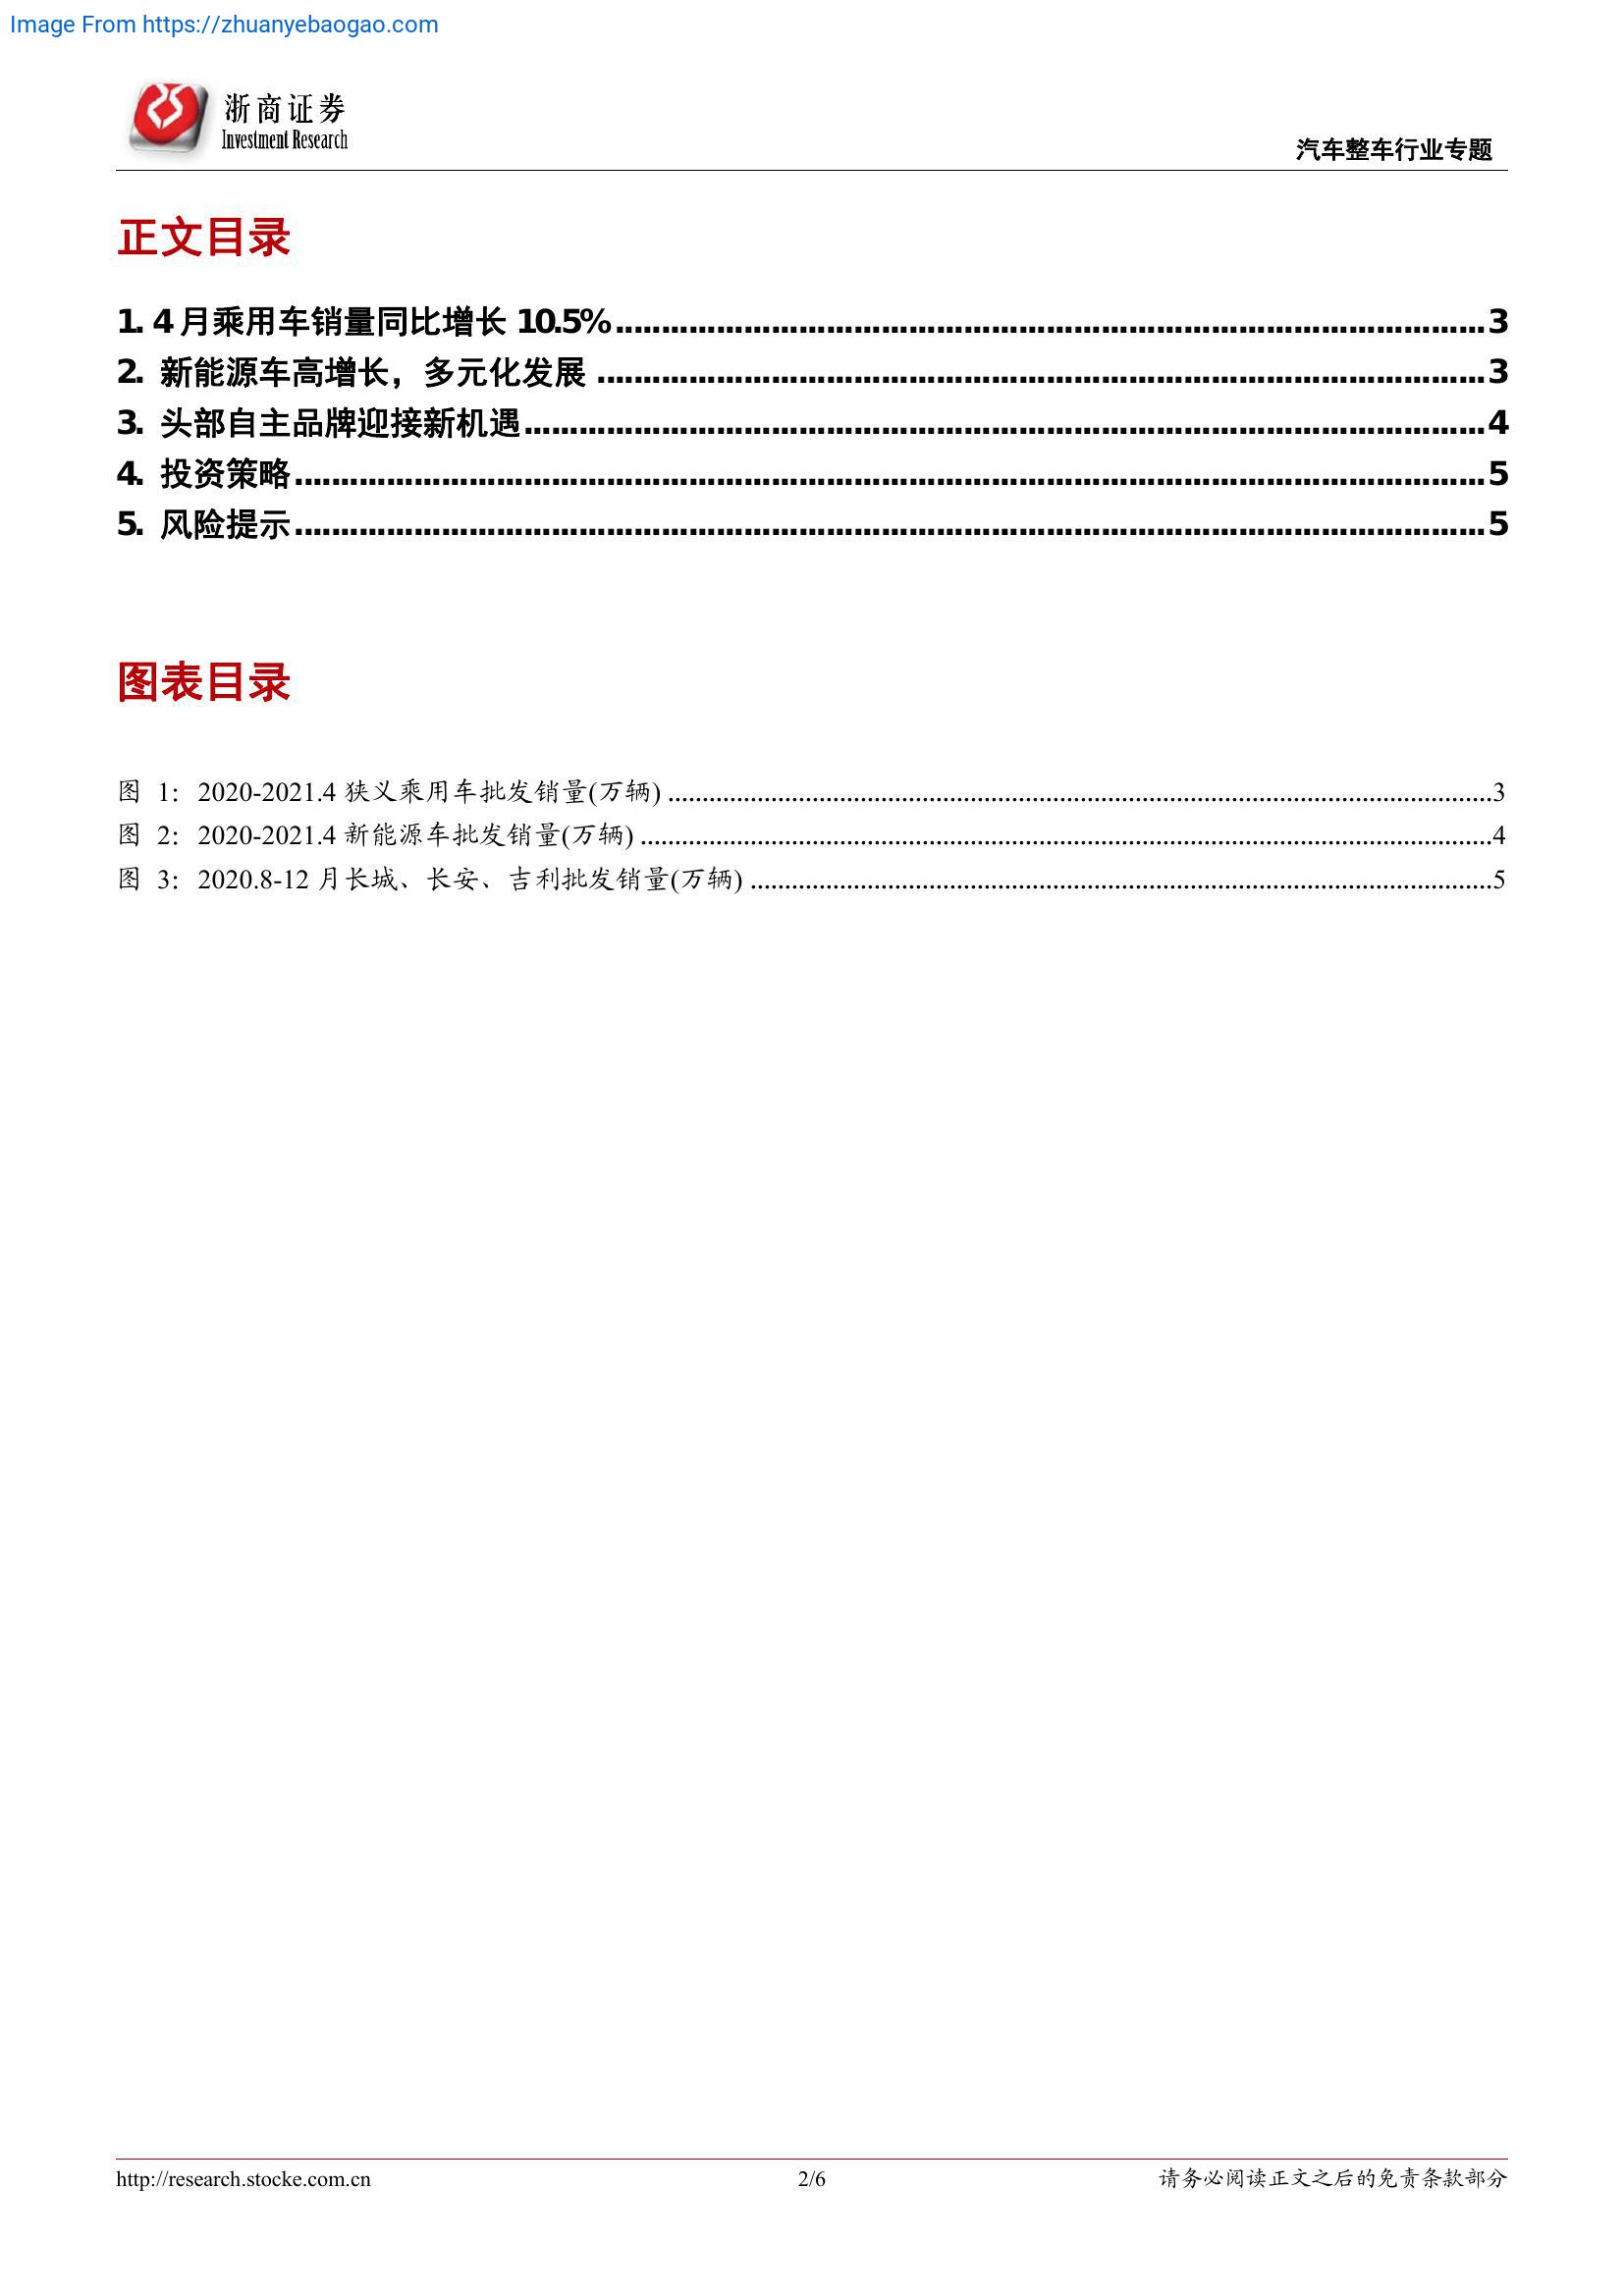 Image From https://zhuanyebaogao.com
浙商证券
Investment Research
汽车整车行业专题
正文目录
1. 4 月乘用车销量同比增长 10.5%........................................................................................3
2. 新能源车高增长，多元化发展 ........................................................................................3
3. 头部自主品牌迎接新机遇........................................................................................4
4. 投资策略........................................................................................5
5. 风险提示........................................................................................5
图表目录
图 1：2020-2021.4 狭义乘用车批发销量(万辆) ........................................................................................3
图 2：2020-2021.4 新能源车批发销量(万辆) ........................................................................................4
图 3：2020.8-12 月长城、长安、吉利批发销量(万辆) ........................................................................................5
http://research.stocke.com.cn
2/6
请务必阅读正文之后的免责条款部分